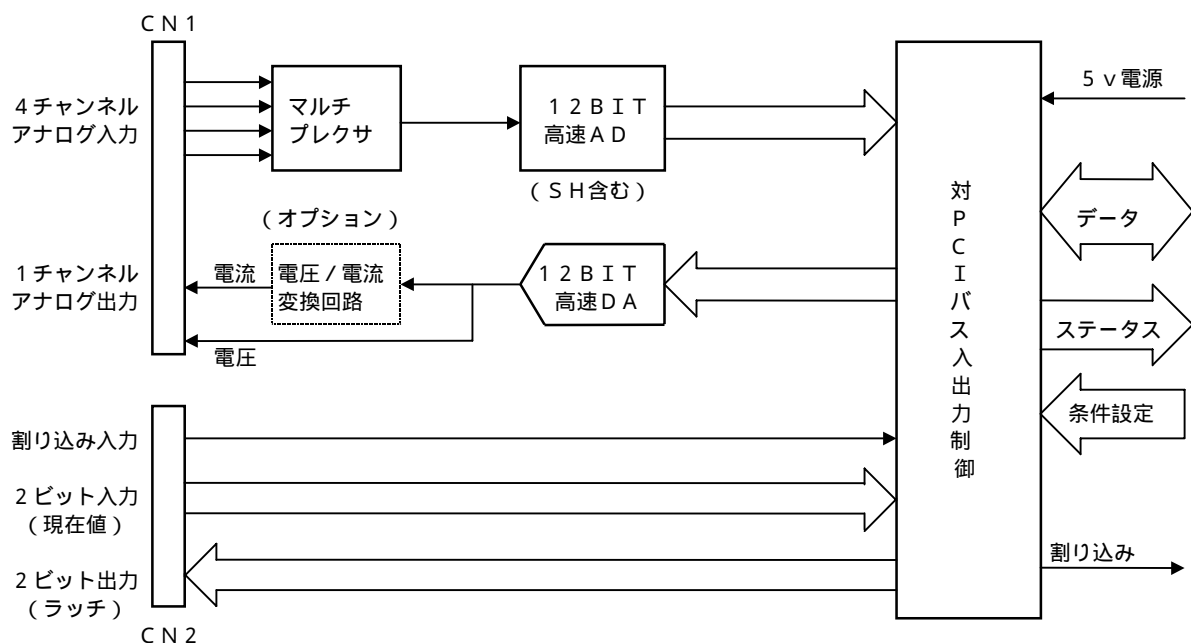 ＣＮ１
４チャンネル
アナログ入力
マルチ
プレクサ
１２ＢＩＴ
高速ＡＤ
（ＳＨ含む）
５ｖ電源
（オプション）
１チャンネル
アナログ出力
電流
電圧／電流
変換回路
１２ＢＩＴ
高速ＤＡ
電圧
対ＰＣＩバス入出力制御
データ
ステータス
条件設定
割り込み入力
２ビット入力
（現在値）
２ビット出力
（ラッチ）
割り込み
ＣＮ２